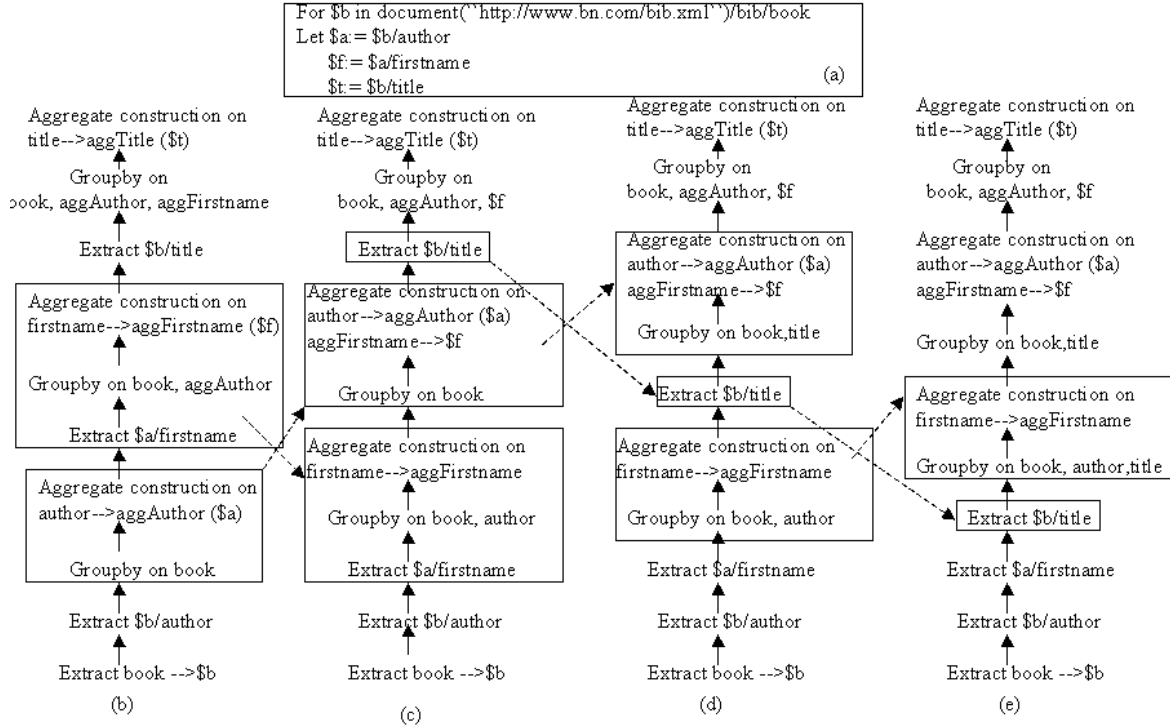 For $b in document(``http://www.bn.com/bib.xml``)/bib/book
Let $a:= $b/author
$f:= $a/firstname
$t:= $b/title
(a)
Aggregate construction on
title-->aggTitle ($t)
Groupby on
book, aggAuthor, aggFirstname
Extract $b/title
Aggregate construction on
firstname-->aggFirstname ($f)
Groupby on book, aggAuthor
Extract $a/firstname
Aggregate construction on
author-->aggAuthor ($a)
Groupby on book
Extract $b/author
Extract book -->$b
(b)
Aggregate construction on
title-->aggTitle ($t)
Groupby on
book, aggAuthor, $f
Extract $b/title
Aggregate construction on
author-->aggAuthor ($a)
aggFirstname-->$f
Groupby on book
Aggregate construction on
firstname-->aggFirstname
Groupby on book, author
Extract $a/firstname
Extract $b/author
Extract book -->$b
(c)
Aggregate construction on
title-->aggTitle ($t)
Groupby on
book, aggAuthor, $f
Aggregate construction on
author-->aggAuthor ($a)
aggFirstname-->$f
Groupby on book,title
Extract $b/title
Aggregate construction on
firstname-->aggFirstname
Groupby on book, author
Extract $a/firstname
Extract $b/author
Extract book -->$b
(d)
Aggregate construction on
title-->aggTitle ($t)
Groupby on
book, aggAuthor, $f
Aggregate construction on
author-->aggAuthor ($a)
aggFirstname-->$f
Groupby on book,title
Aggregate construction on
firstname-->aggFirstname
Groupby on book, author,title
Extract $b/title
Extract $a/firstname
Extract $b/author
Extract book -->$b
(e)